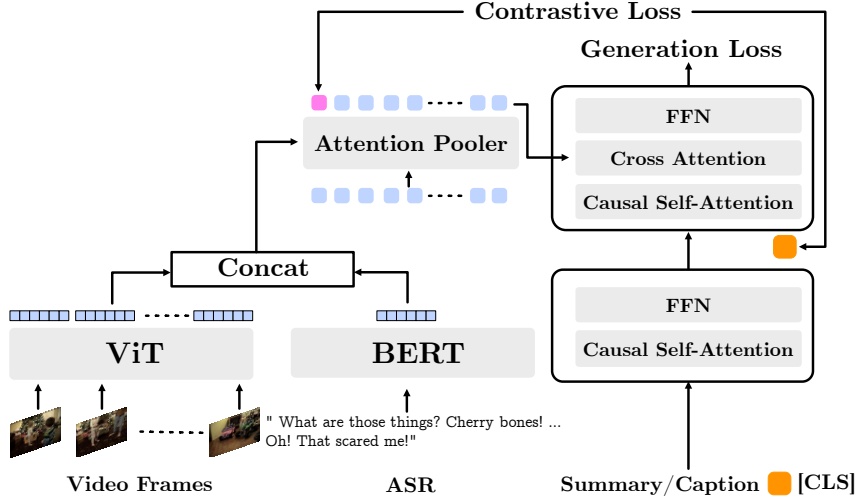 Contrastive Loss
Generation Loss
FFN
Attention Pooler
Cross Attention
Causal Self-Attention
Concat
FFN
ViT
BERT
Causal Self-Attention
" What are those things? Cherry bones! ...
Oh! That scared me!"
Video Frames
ASR
Summary/Caption [CLS]